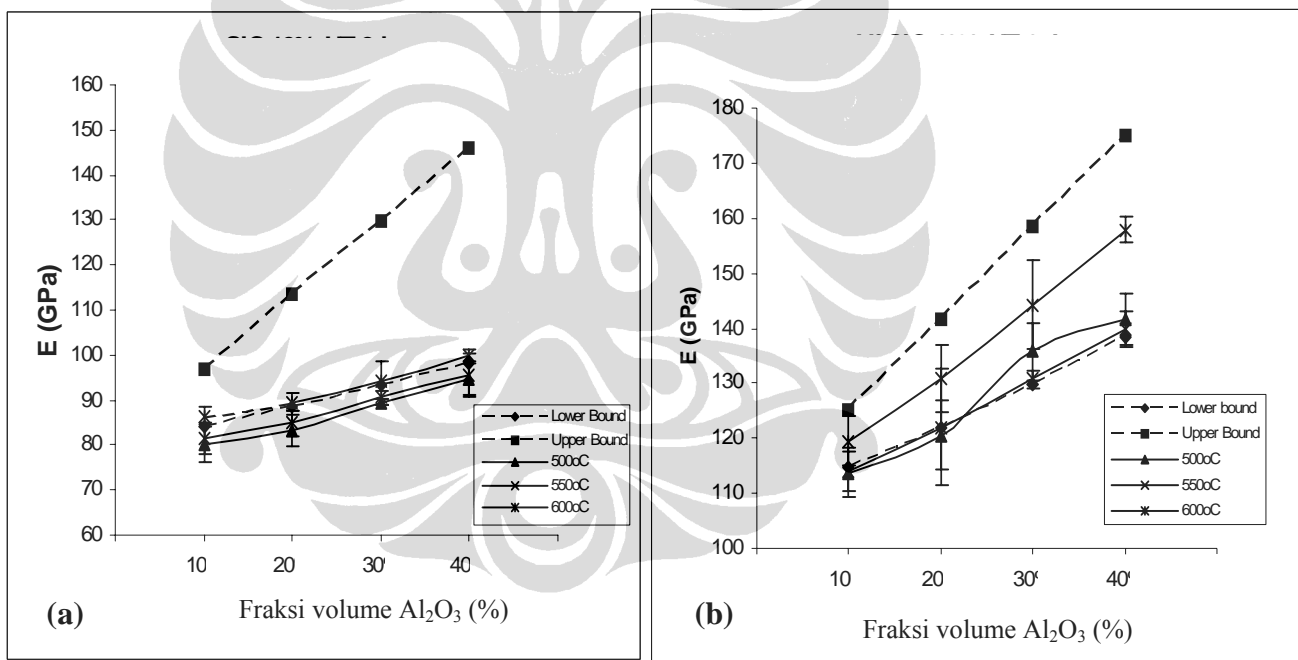 160
150
140
130
120
110
100
90
80
70
60
E (GPa)
10
20
30
40
Fraksi volume Al₂O₃ (%)
Lower Bound
Upper Bound
500oC
550oC
600oC
(a)
180
170
160
150
140
130
120
110
100
E (GPa)
10
20
30
40
Fraksi volume Al₂O₃ (%)
Lower bound
Upper Bound
500oC
550oC
600oC
(b)